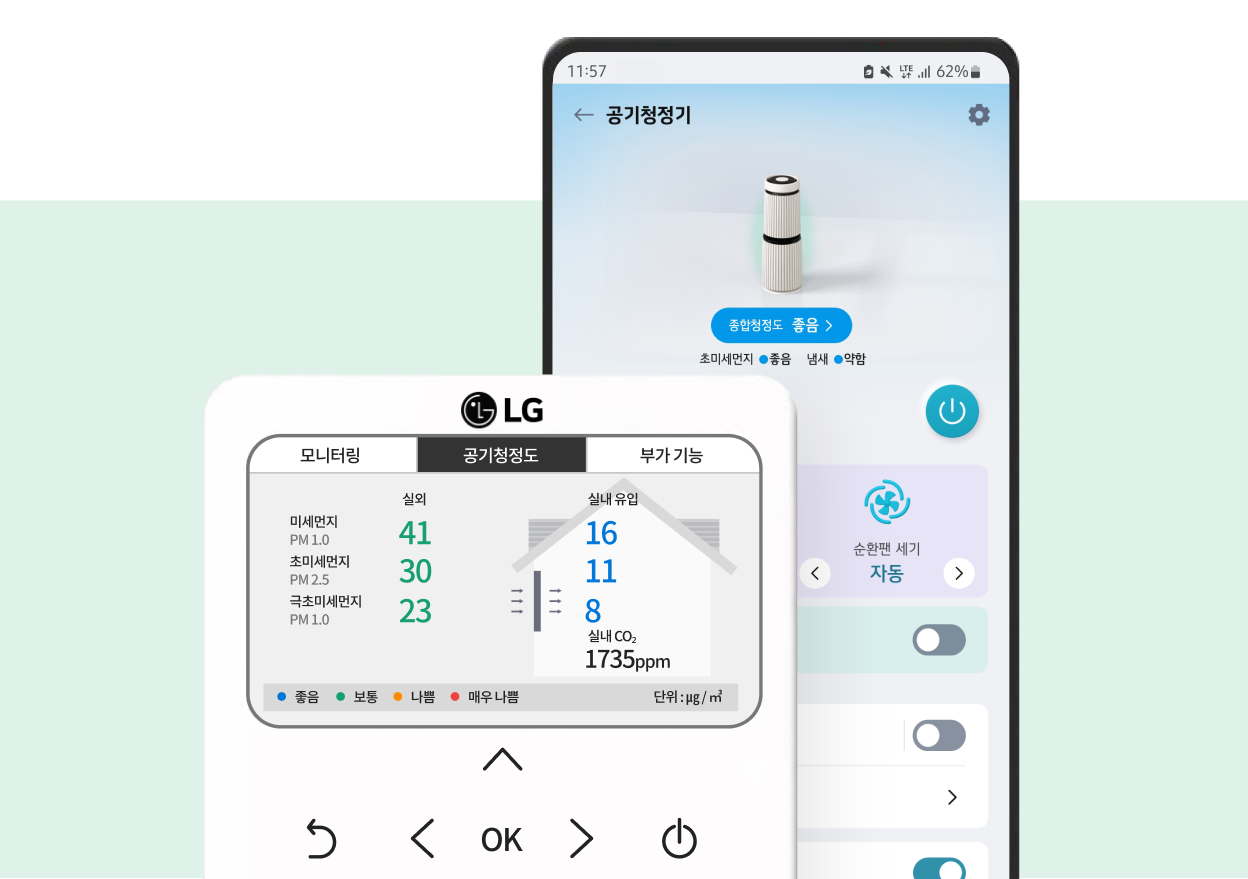 11:57
LTE 62%
공기청정기
종합청정도 좋음 >
초미세먼지 좋음 냄새 약함
LG
모니터링 공기청정도 부가 기능
실외 실내 유입
미세먼지 41 16
PM 1.0
초미세먼지 30 11
PM 2.5
극초미세먼지 23 8
PM 1.0
실내 CO₂
1735ppm
좋음 보통 나쁨 매우 나쁨 단위 : μg / ㎥
OK
순환팬 세기
자동